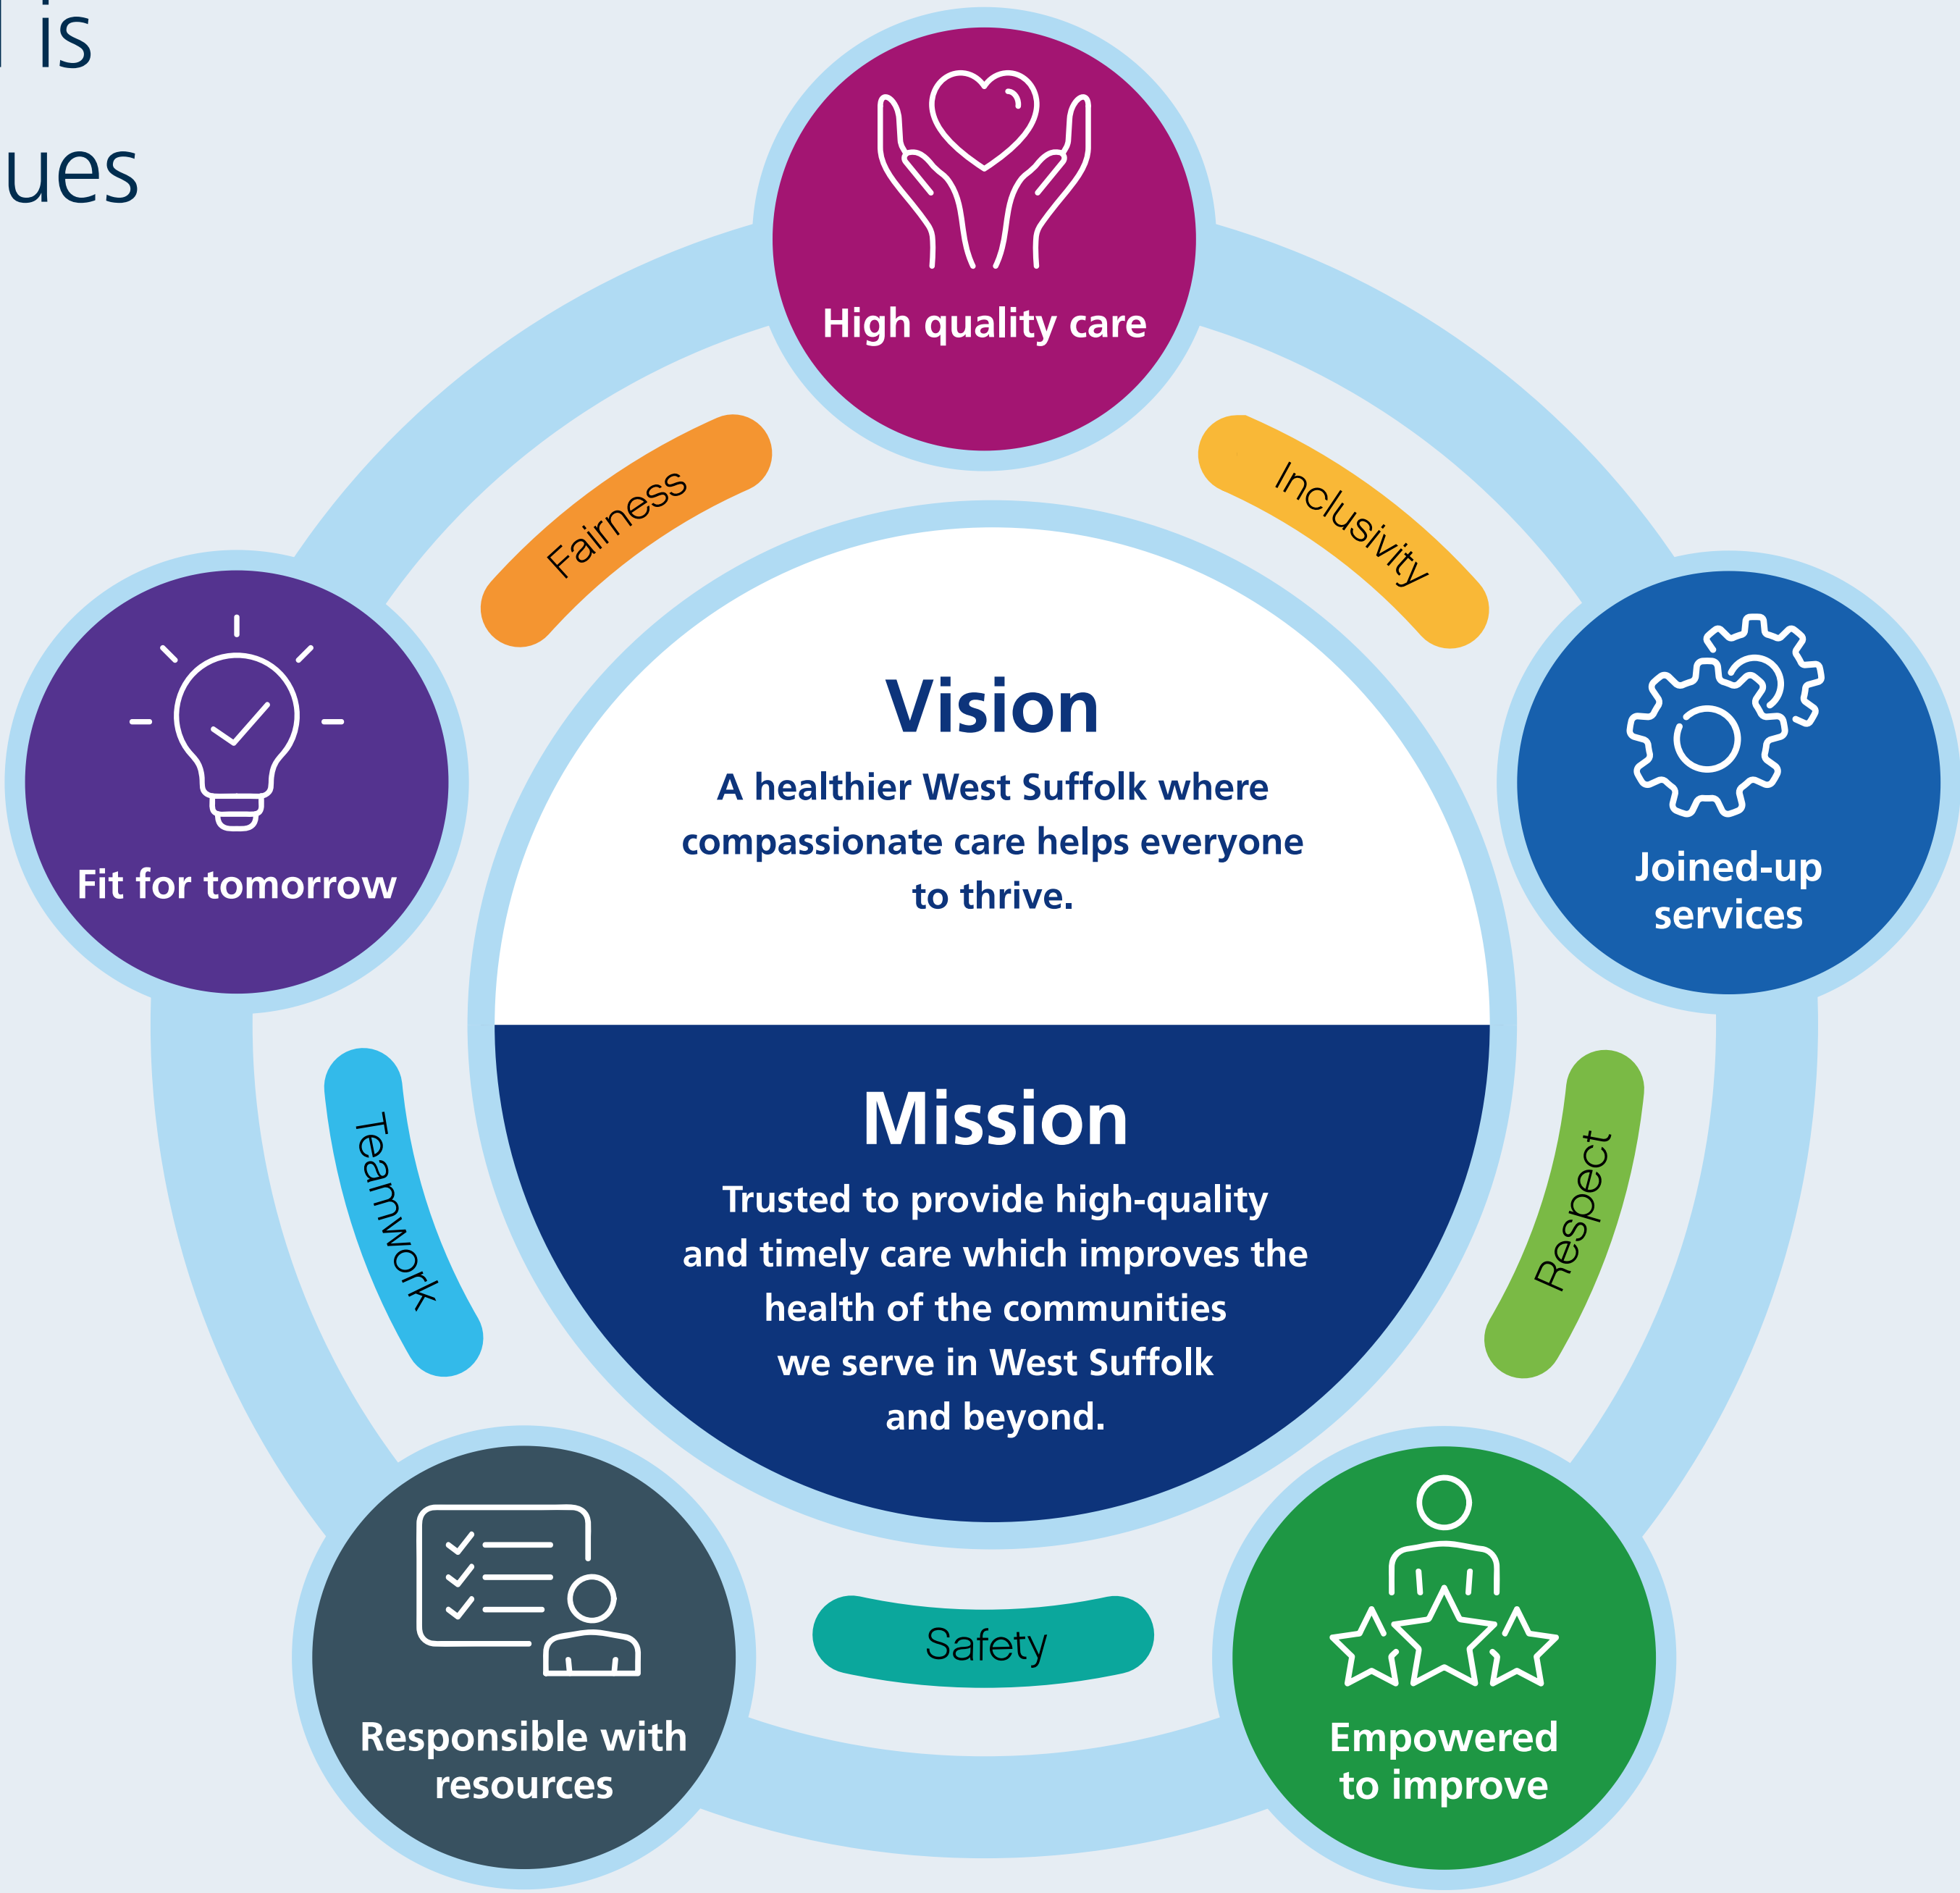 is
ues
High quality care
Fairness
Inclusivity
Fit for tomorrow
Joined-up
services
Vision
A healthier West Suffolk where
compassionate care helps everyone
to thrive.
Mission
Trusted to provide high-quality
and timely care which improves the
health of the communities
we serve in West Suffolk
and beyond.
Teamwork
Respect
Safety
Responsible with
resources
Empowered
to improve